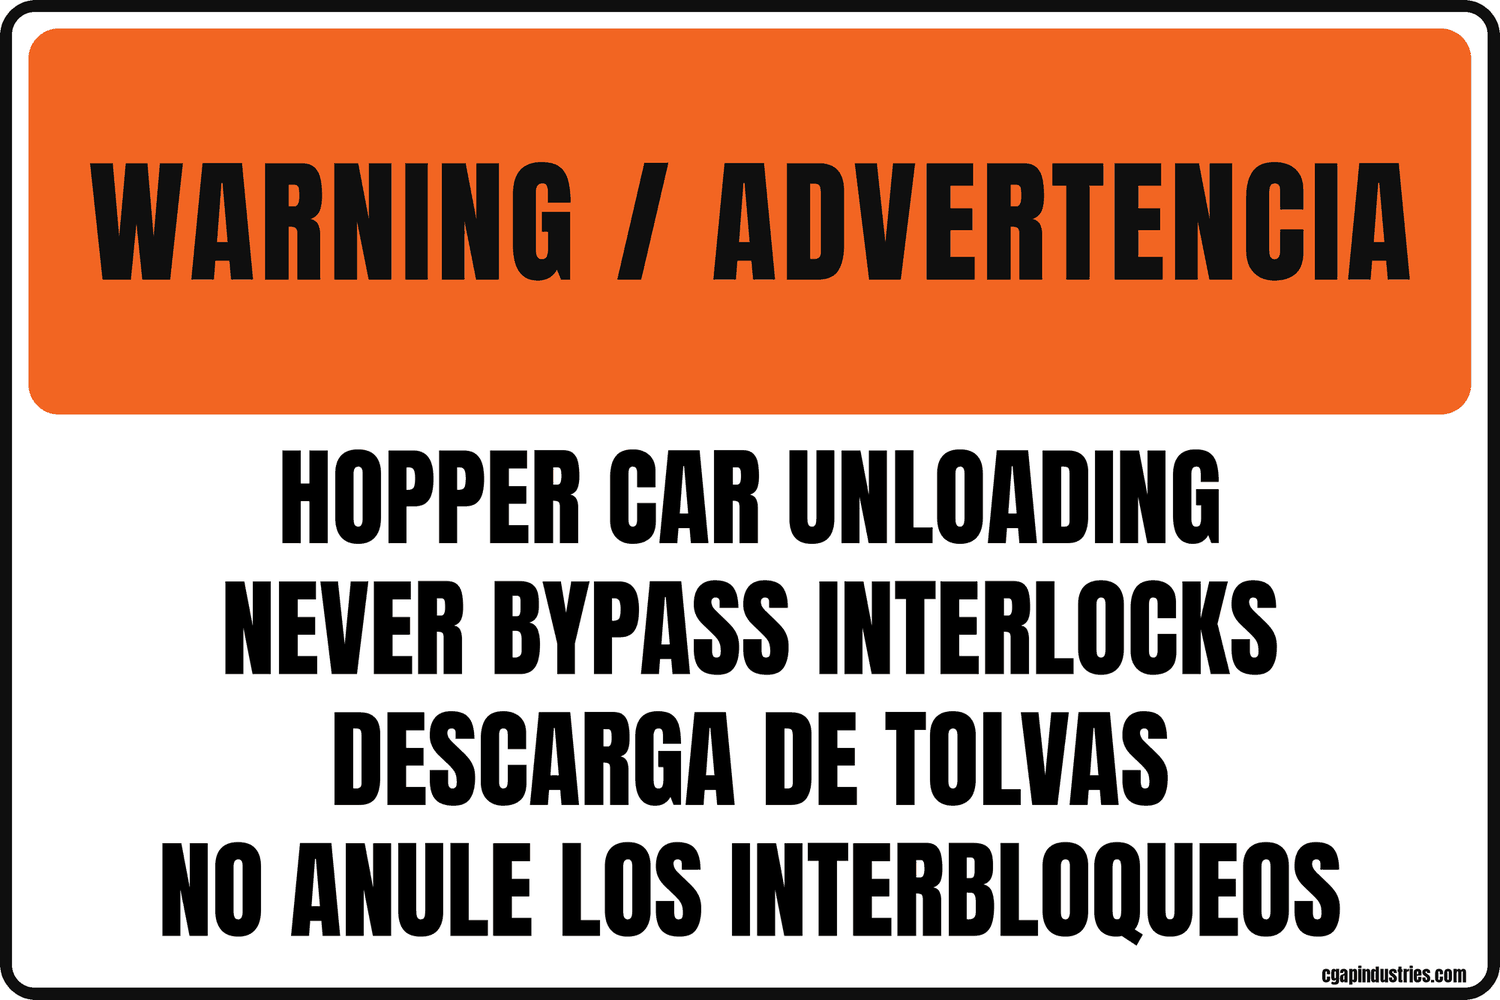 WARNING / ADVERTENCIA
HOPPER CAR UNLOADING
NEVER BYPASS INTERLOCKS
DESCARGA DE TOLVAS
NO ANULE LOS INTERBLOQUEOS
cgapindustries.com